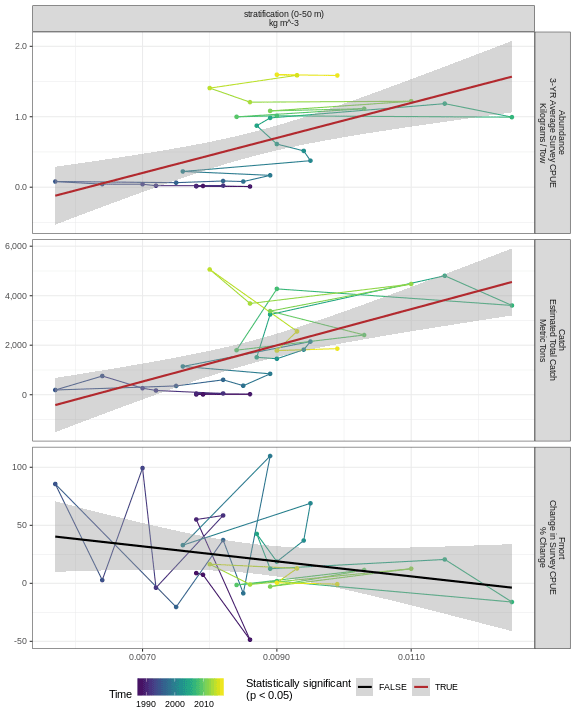 stratification (0-50 m)
kg m^-3
2.0
1.0
0.0
Abundance
3-YR Average Survey CPUE
Kilograms / Tow
6,000
4,000
2,000
0
Catch
Estimated Total Catch
Metric Tons
100
50
0
-50
Fmort
Change in Survey CPUE
% Change
0.0070
0.0090
0.0110
Time
1990
2000
2010
Statistically significant
(p < 0.05)
FALSE
TRUE